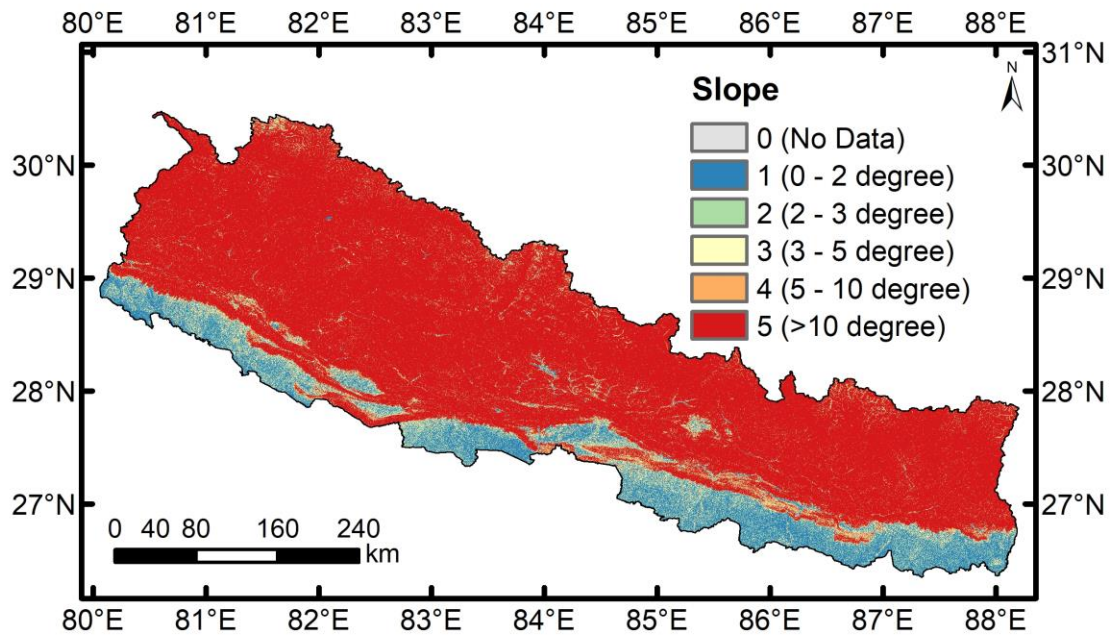 80°E 81°E 82°E 83°E 84°E 85°E 86°E 87°E 88°E
31°N
N
Slope
0 (No Data)
30°N 30°N
1 (0 - 2 degree)
2 (2 - 3 degree)
3 (3 - 5 degree)
29°N 29°N
4 (5 - 10 degree)
5 (>10 degree)
28°N 28°N
27°N 27°N
0 40 80 160 240
km
80°E 81°E 82°E 83°E 84°E 85°E 86°E 87°E 88°E